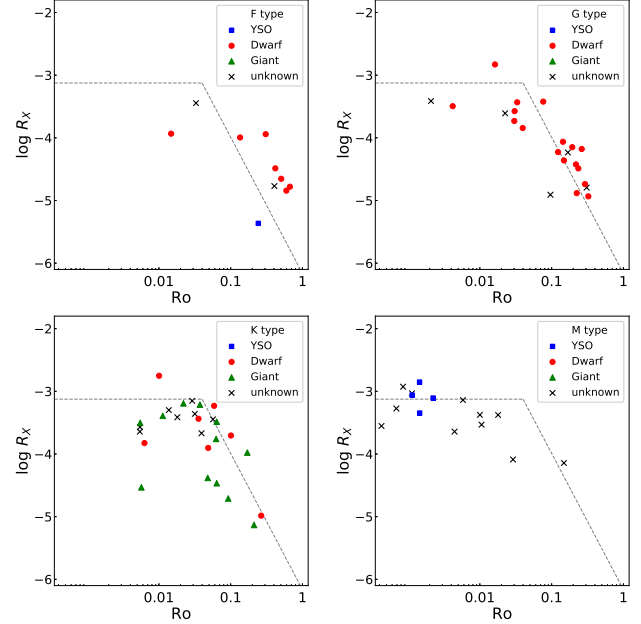 F type
YSO
Dwarf
Giant
unknown
−2
−3
−4
−5
−6
log R_X
0.01
0.1
1
Ro
G type
YSO
Dwarf
Giant
unknown
−2
−3
−4
−5
−6
log R_X
0.01
0.1
1
Ro
K type
YSO
Dwarf
Giant
unknown
−2
−3
−4
−5
−6
log R_X
0.01
0.1
1
Ro
M type
YSO
Dwarf
Giant
unknown
−2
−3
−4
−5
−6
log R_X
0.01
0.1
1
Ro